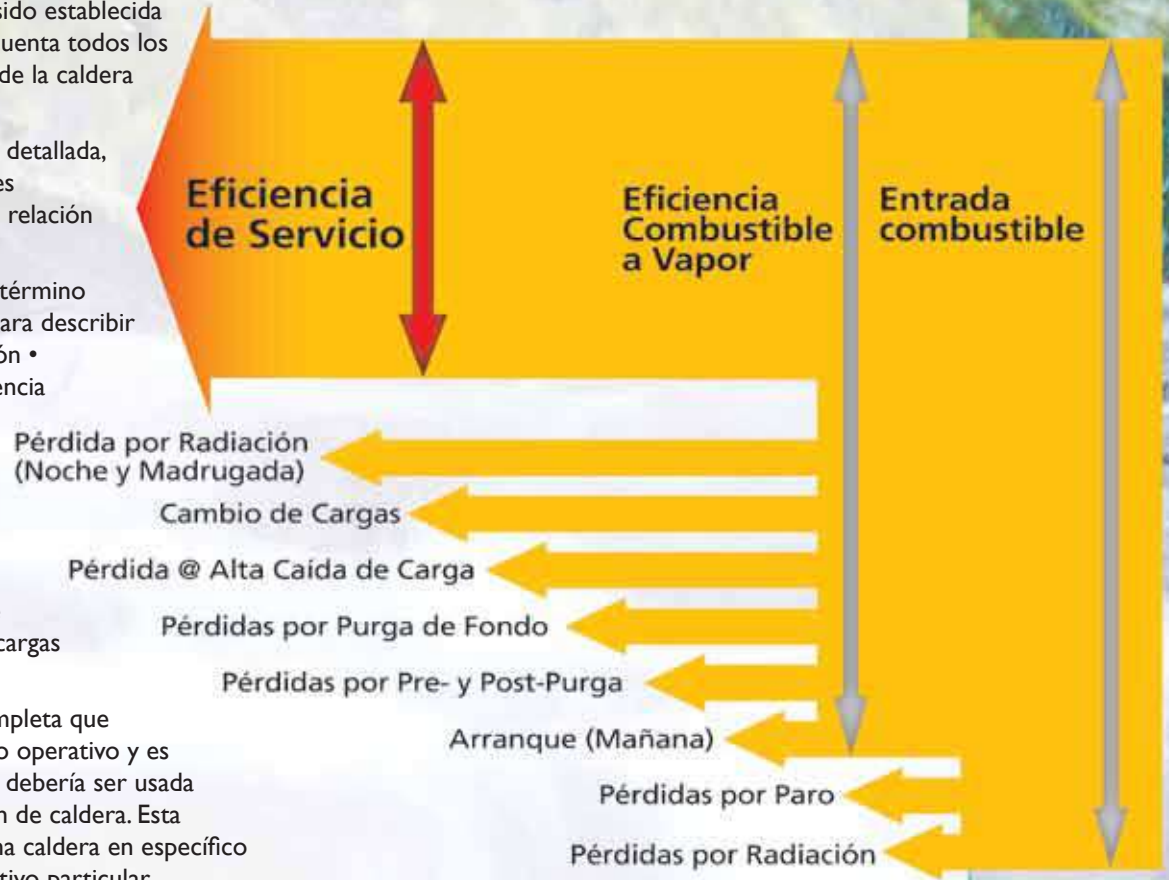 sido establecida
uenta todos los
de la caldera
detallada,
es
relación
término
ara describir
ón •
encia
cargas
mpleta que
o operativo y es
debería ser usada
n de caldera. Esta
na caldera en específico
tivo particular
Eficiencia
de Servicio
Eficiencia
Combustible
a Vapor
Entrada
combustible
Pérdida por Radiación
(Noche y Madrugada)
Cambio de Cargas
Pérdida @ Alta Caída de Carga
Pérdidas por Purga de Fondo
Pérdidas por Pre- y Post-Purga
Arranque (Mañana)
Pérdidas por Paro
Pérdidas por Radiación